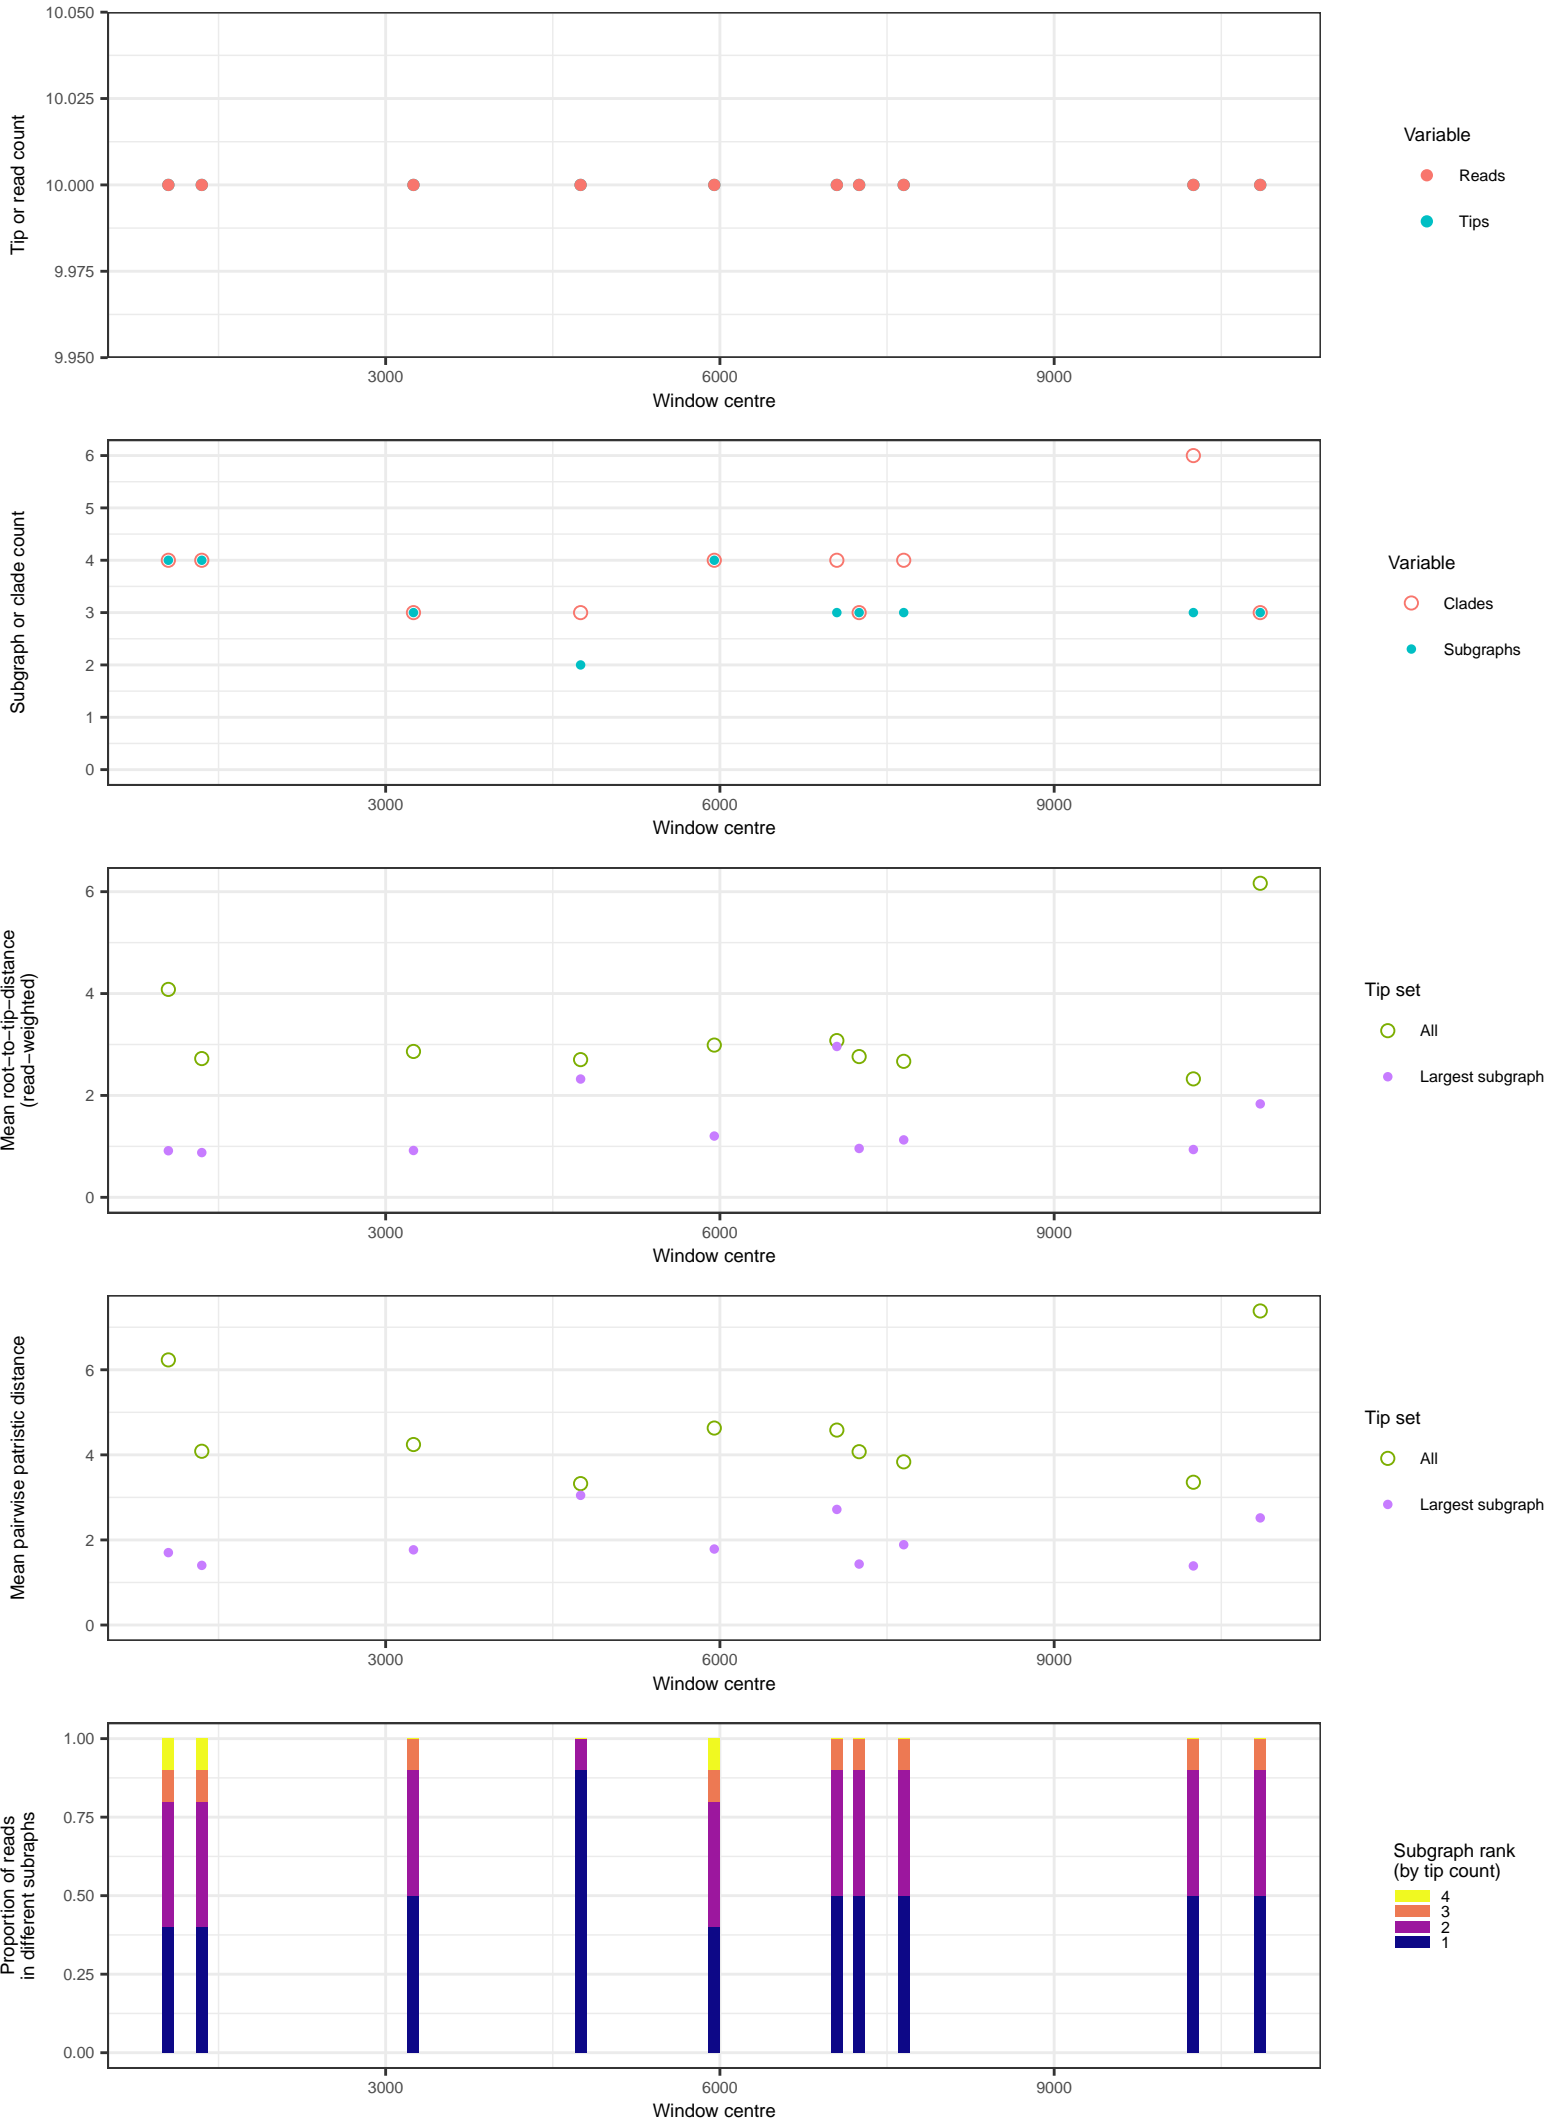 10.050
10.025
10.000
9.975
9.950
Tip or read count
3000
6000
9000
Window centre
Variable
Reads
Tips
6
5
4
3
2
1
0
Subgraph or clade count
3000
6000
9000
Window centre
Variable
Clades
Subgraphs
6
4
2
0
Mean root−to−tip−distance
(read−weighted)
3000
6000
9000
Window centre
Tip set
All
Largest subgraph
6
4
2
0
Mean pairwise patristic distance
3000
6000
9000
Window centre
Tip set
All
Largest subgraph
1.00
0.75
0.50
0.25
0.00
Proportion of reads
in different subraphs
3000
6000
9000
Window centre
Subgraph rank
(by tip count)
4
3
2
1